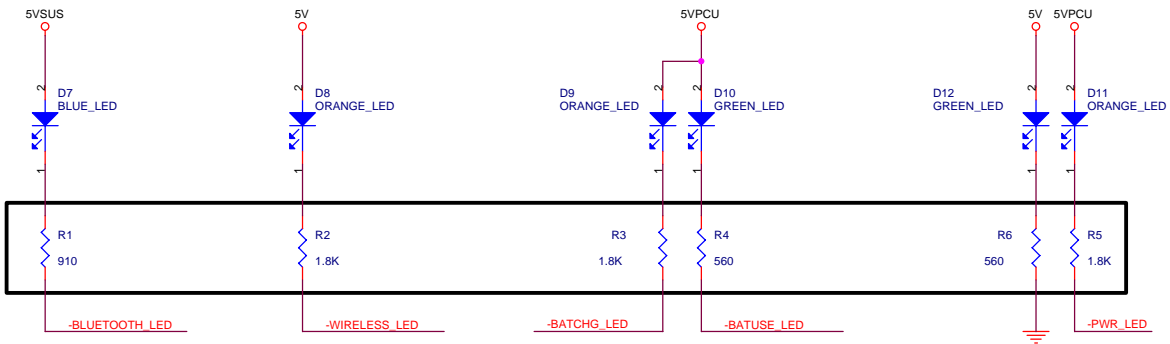 5VSUS
5V
5VPCU
5V
5VPCU
2
2
2
2
2
2
D7
BLUE_LED
D8
ORANGE_LED
D9
ORANGE_LED
D10
GREEN_LED
D12
GREEN_LED
D11
ORANGE_LED
1
1
1
1
1
1
R1
910
R2
1.8K
R3
1.8K
R4
560
R6
560
R5
1.8K
-BLUETOOTH_LED
-WIRELESS_LED
-BATCHG_LED
-BATUSE_LED
-PWR_LED